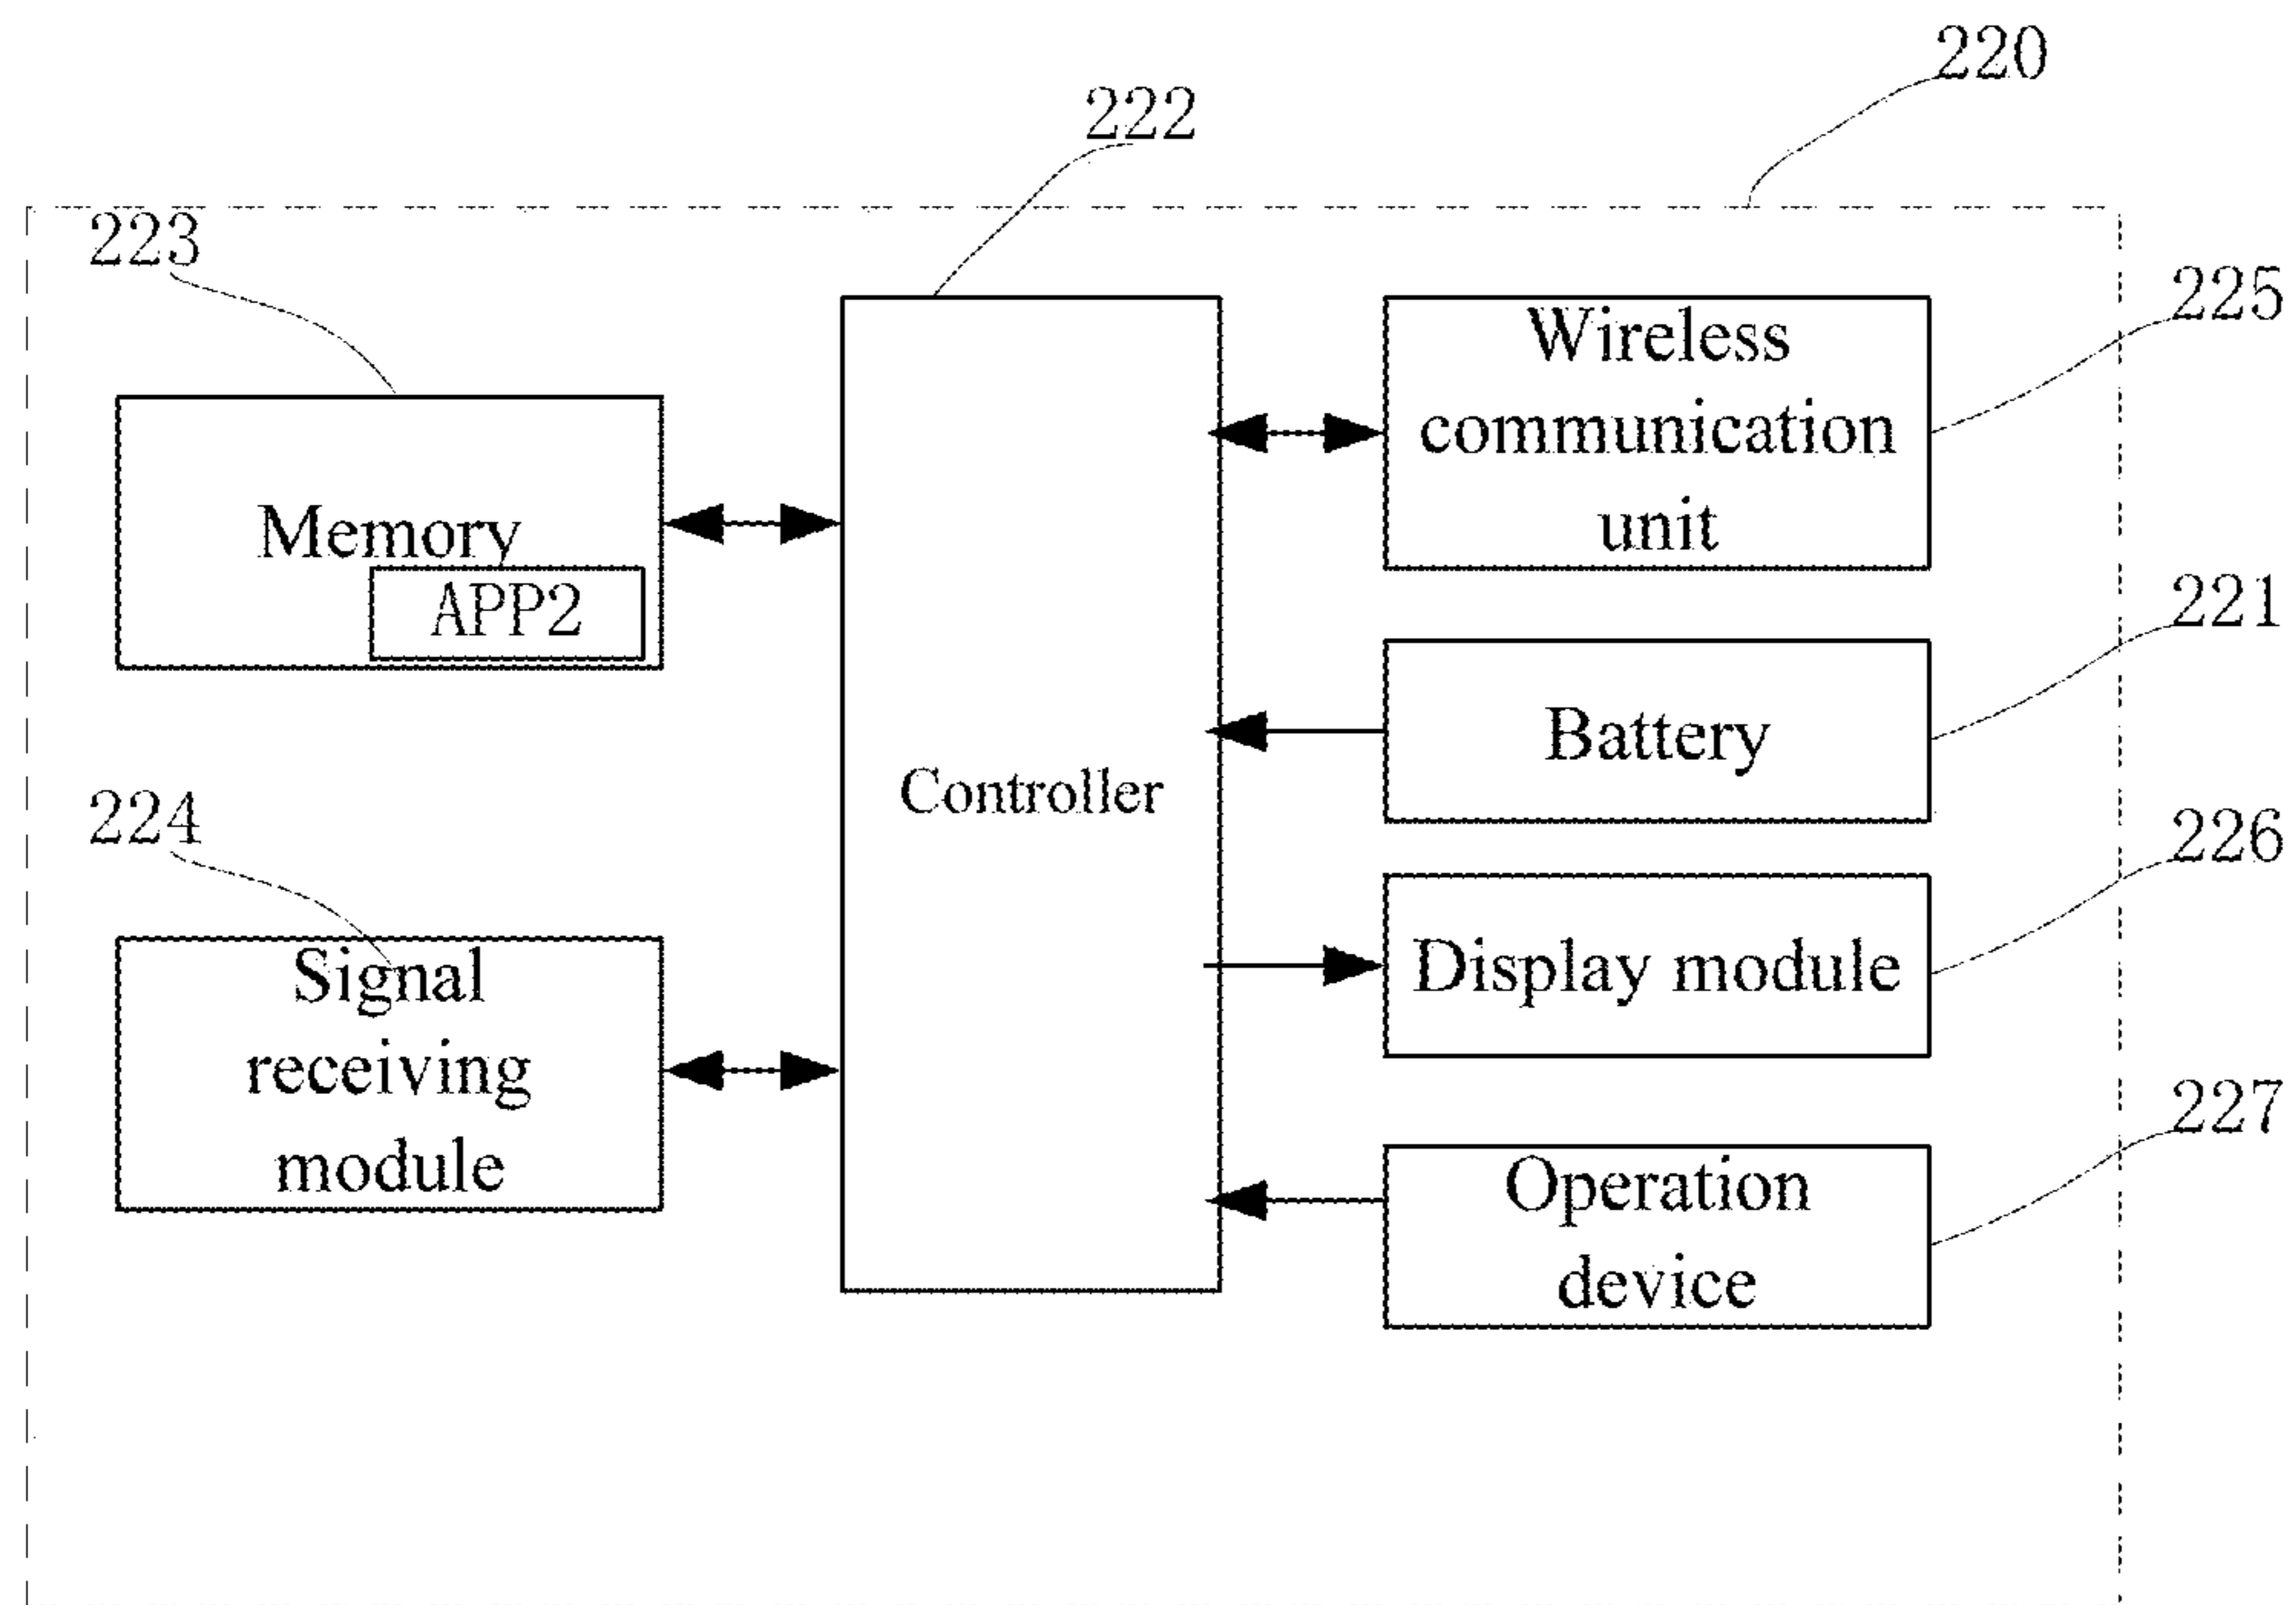 220
222
223
225
Wireless
communication
unit
Memory
APP2
221
Battery
Controller
224
226
Signal
receiving
module
Display module
227
Operation
device